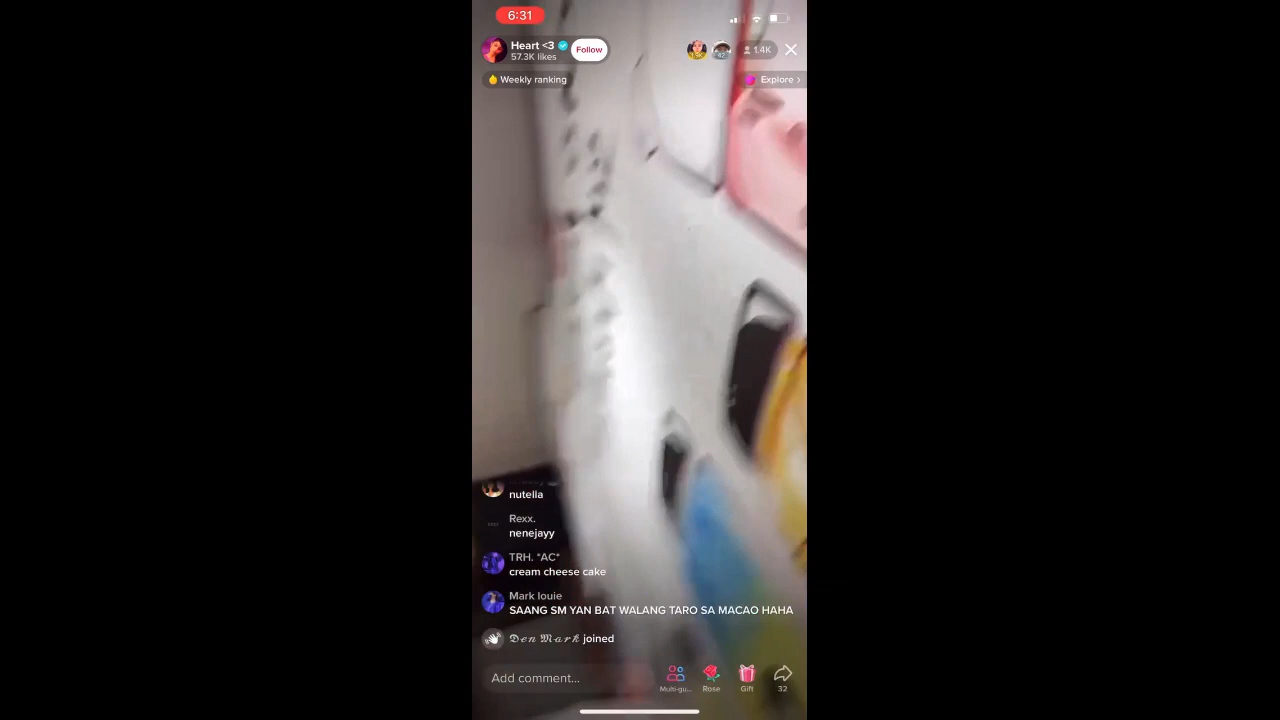 6:31
Heart <3
57.3K likes
Follow
1.4K
Weekly ranking
Explore >
nutella
Rexx.
nenejayy
TRH. *AC*
cream cheese cake
Mark louie
SAANG SM YAN BAT WALANG TARO SA MACAO HAHA
𝕯𝓮𝓷 𝕸𝓪𝓻𝓴 joined
Add comment...
Multi-gu...
Rose
Gift
32